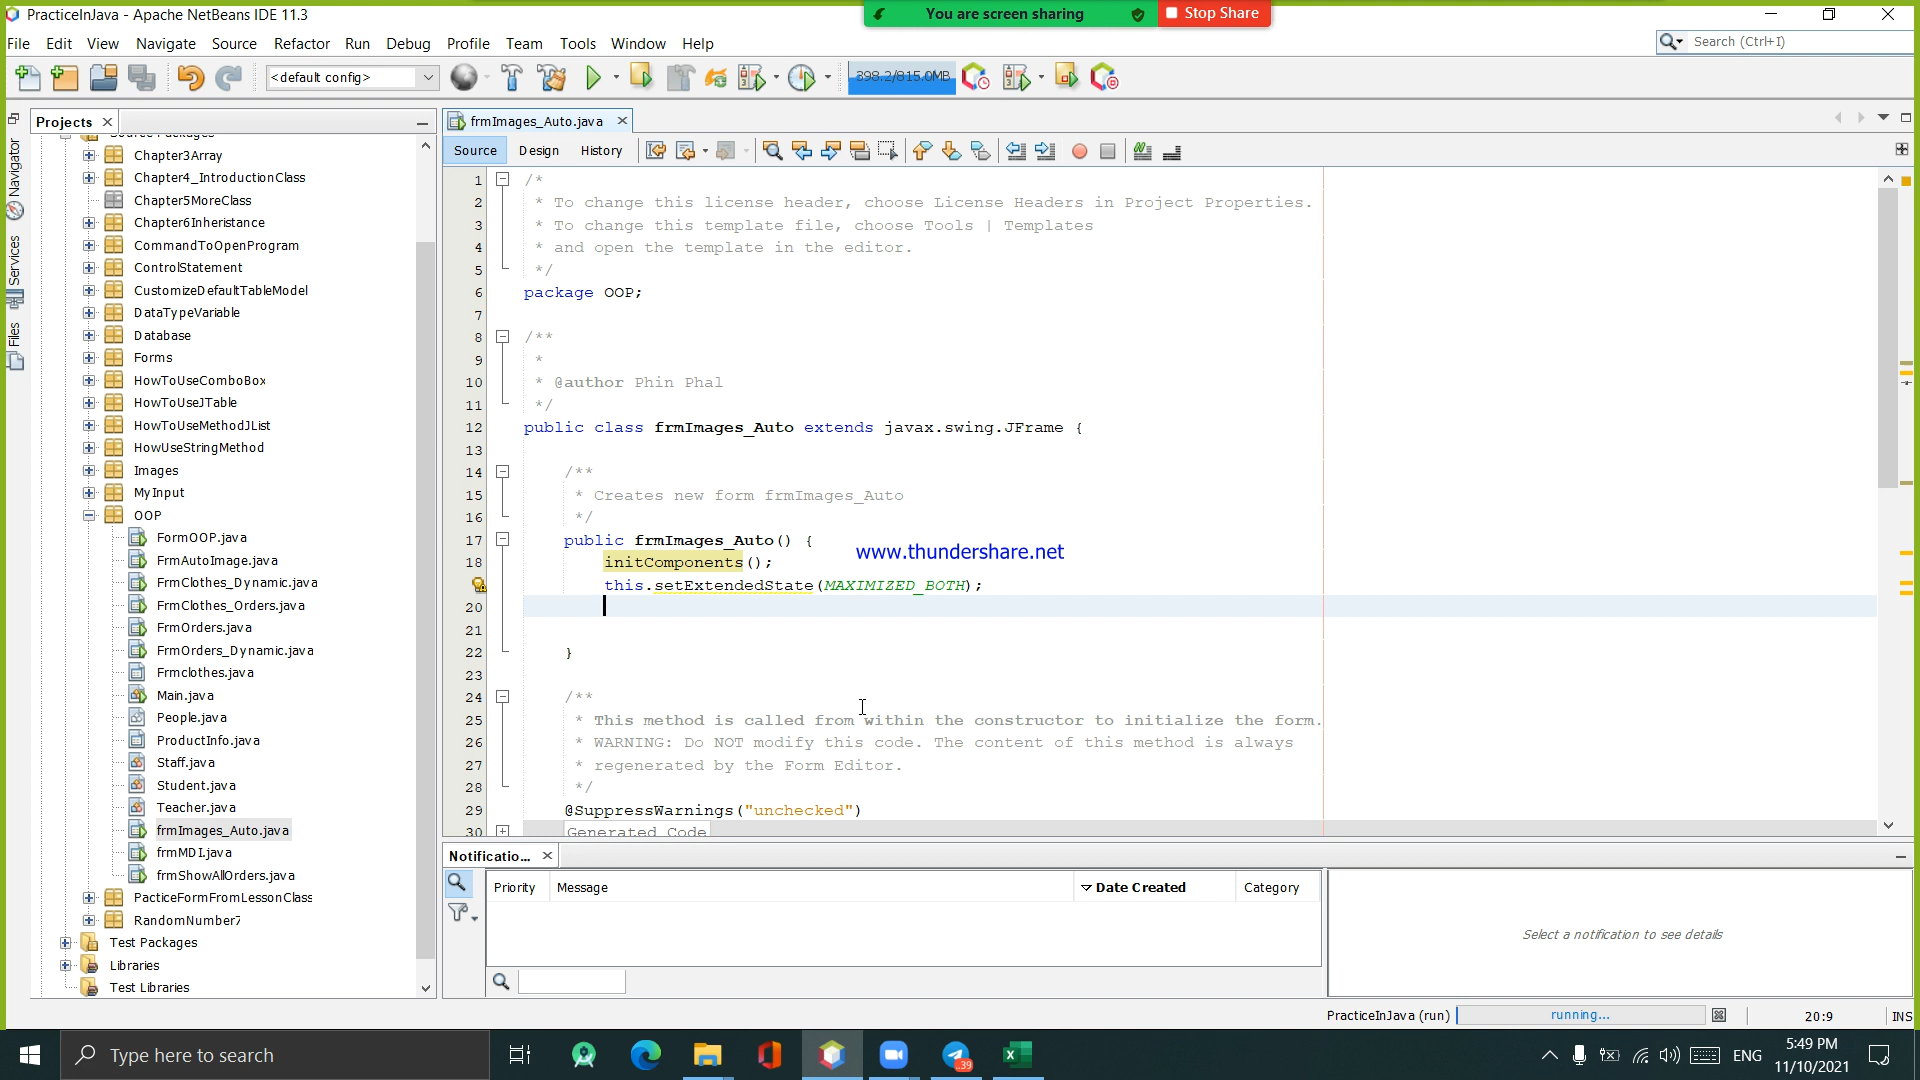 PracticeInJava - Apache NetBeans IDE 11.3
You are screen sharing
Stop Share
File Edit View Navigate Source Refactor Run Debug Profile Team Tools Window Help
Search (Ctrl+I)
<default config>
398.2/815.0MB
Projects
frmImages_Auto.java
Source Design History
Navigator
Services
Files
Source Packages
Chapter3Array
Chapter4_IntroductionClass
Chapter5MoreClass
Chapter6Inheristance
CommandToOpenProgram
ControlStatement
CustomizeDefaultTableModel
DataTypeVariable
Database
Forms
HowToUseComboBox
HowToUseJTable
HowToUseMethodJList
HowUseStringMethod
Images
MyInput
OOP
FormOOP.java
FrmAutoImage.java
FrmClothes_Dynamic.java
FrmClothes_Orders.java
FrmOrders.java
FrmOrders_Dynamic.java
Frmclothes.java
Main.java
People.java
ProductInfo.java
Staff.java
Student.java
Teacher.java
frmImages_Auto.java
frmMDI.java
frmShowAllOrders.java
PacticeFormFromLessonClass
RandomNumber7
Test Packages
Libraries
Test Libraries
1 /*
2 * To change this license header, choose License Headers in Project Properties.
3 * To change this template file, choose Tools | Templates
4 * and open the template in the editor.
5 */
6 package OOP;
7
8 /**
9 *
10 * @author Phin Phal
11 */
12 public class frmImages_Auto extends javax.swing.JFrame {
13
14 /**
15 * Creates new form frmImages_Auto
16 */
17 public frmImages_Auto() {
www.thundershare.net
18 initComponents();
this.setExtendedState(MAXIMIZED_BOTH);
20
21
22 }
23
24 /**
25 * This method is called from within the constructor to initialize the form.
26 * WARNING: Do NOT modify this code. The content of this method is always
27 * regenerated by the Form Editor.
28 */
29 @SuppressWarnings("unchecked")
30 Generated Code
Notificatio...
Priority Message Date Created Category
Select a notification to see details
PracticeInJava (run) running... 20:9 INS
Type here to search
39
ENG
5:49 PM
11/10/2021